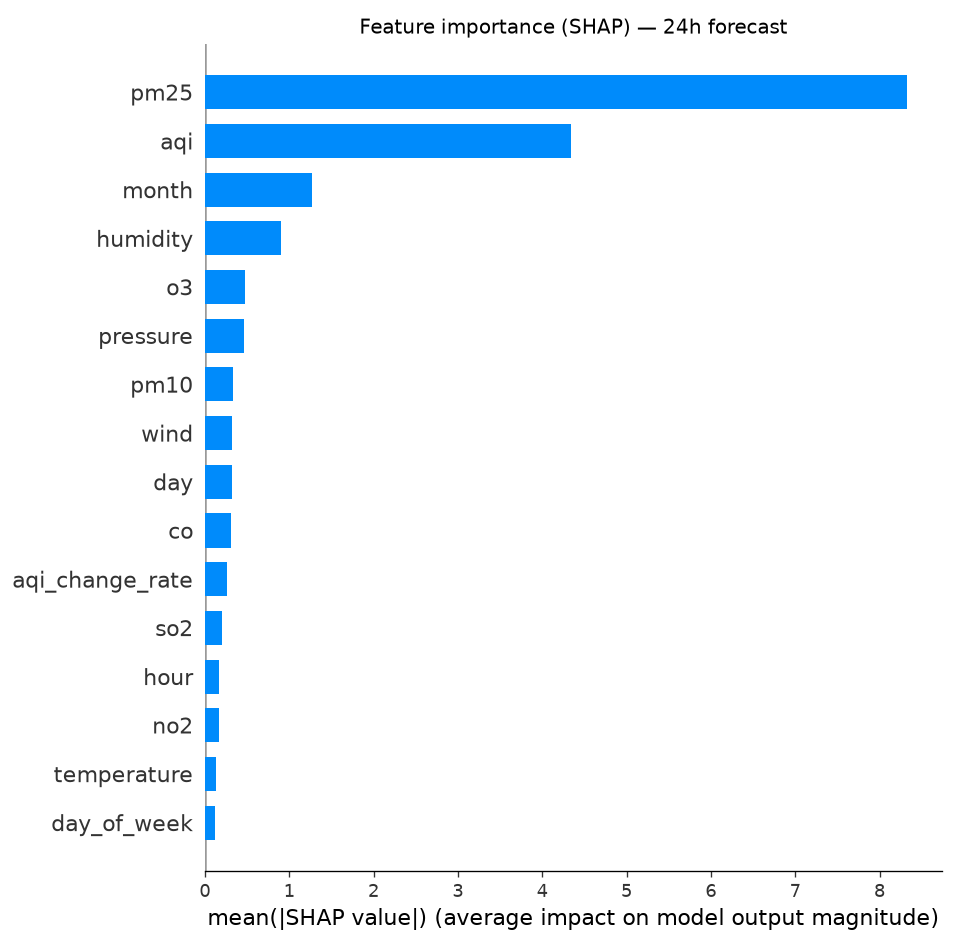 Feature importance (SHAP) — 24h forecast
pm25
aqi
month
humidity
o3
pressure
pm10
wind
day
co
aqi_change_rate
so2
hour
no2
temperature
day_of_week
0 1 2 3 4 5 6 7 8
mean(|SHAP value|) (average impact on model output magnitude)